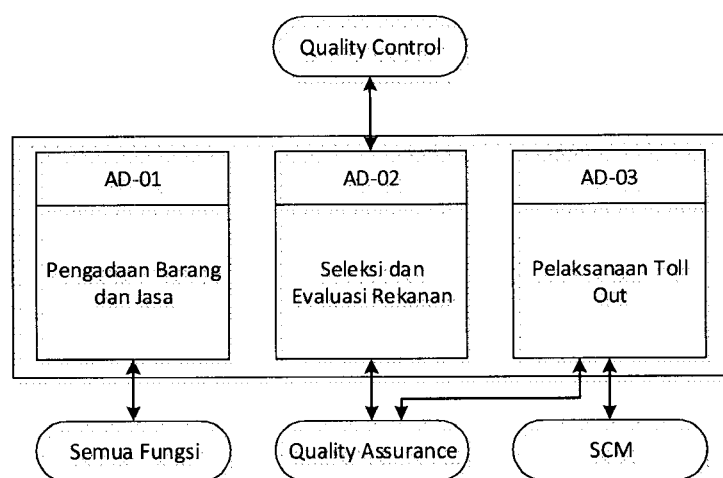 Quality Control
AD-01
AD-02
AD-03
Pengadaan Barang
dan Jasa
Seleksi dan
Evaluasi Rekanan
Pelaksanaan Toll
Out
Semua Fungsi
Quality Assurance
SCM